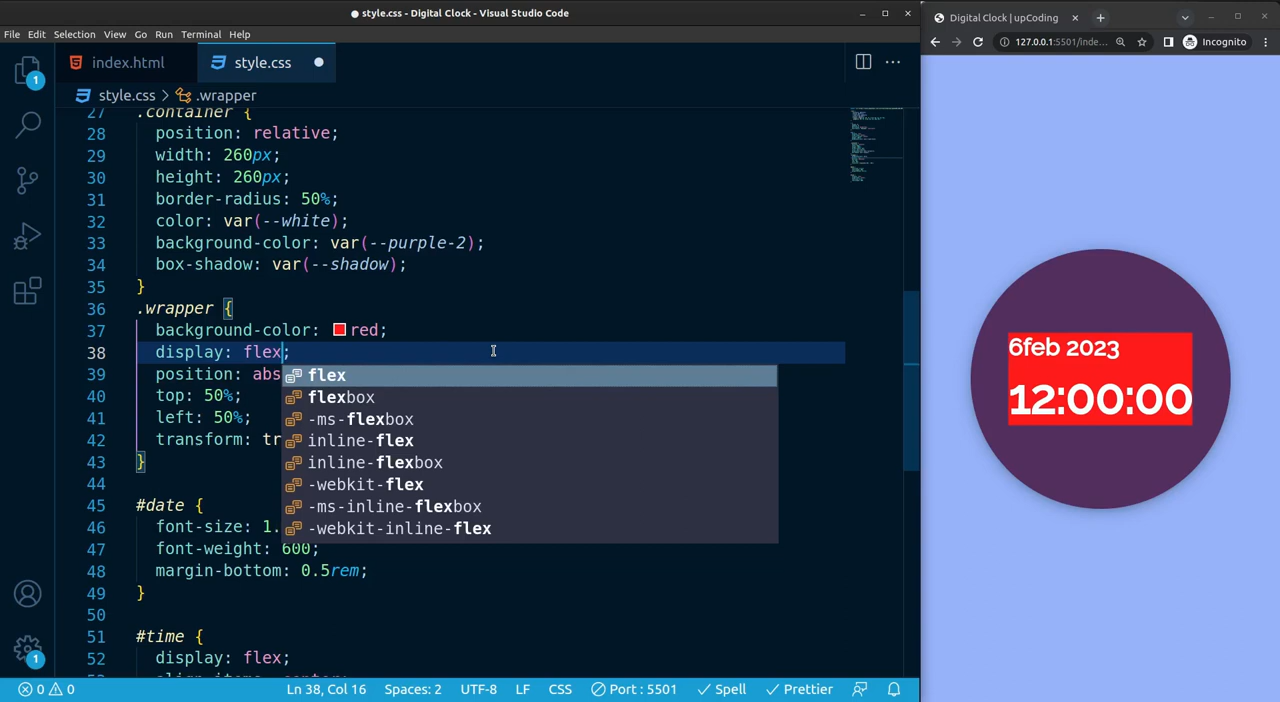 style.css - Digital Clock - Visual Studio Code
File Edit Selection View Go Run Terminal Help
index.html style.css
style.css > .wrapper
27 .container {
28 position: relative;
29 width: 260px;
30 height: 260px;
31 border-radius: 50%;
32 color: var(--white);
33 background-color: var(--purple-2);
34 box-shadow: var(--shadow);
35 }
36 .wrapper {
37 background-color: red;
38 display: flex;
39 position: abs
40 top: 50%;
41 left: 50%;
42 transform: tr
43 }
44
45 #date {
46 font-size: 1.
47 font-weight: 600;
48 margin-bottom: 0.5rem;
49 }
50
51 #time {
52 display: flex;
flex
flexbox
-ms-flexbox
inline-flex
inline-flexbox
-webkit-flex
-ms-inline-flexbox
-webkit-inline-flex
1
1
0 0 Ln 38, Col 16 Spaces: 2 UTF-8 LF CSS Port : 5501 Spell Prettier
Digital Clock | upCoding
127.0.0.1:5501/inde... Incognito
6feb 2023
12:00:00